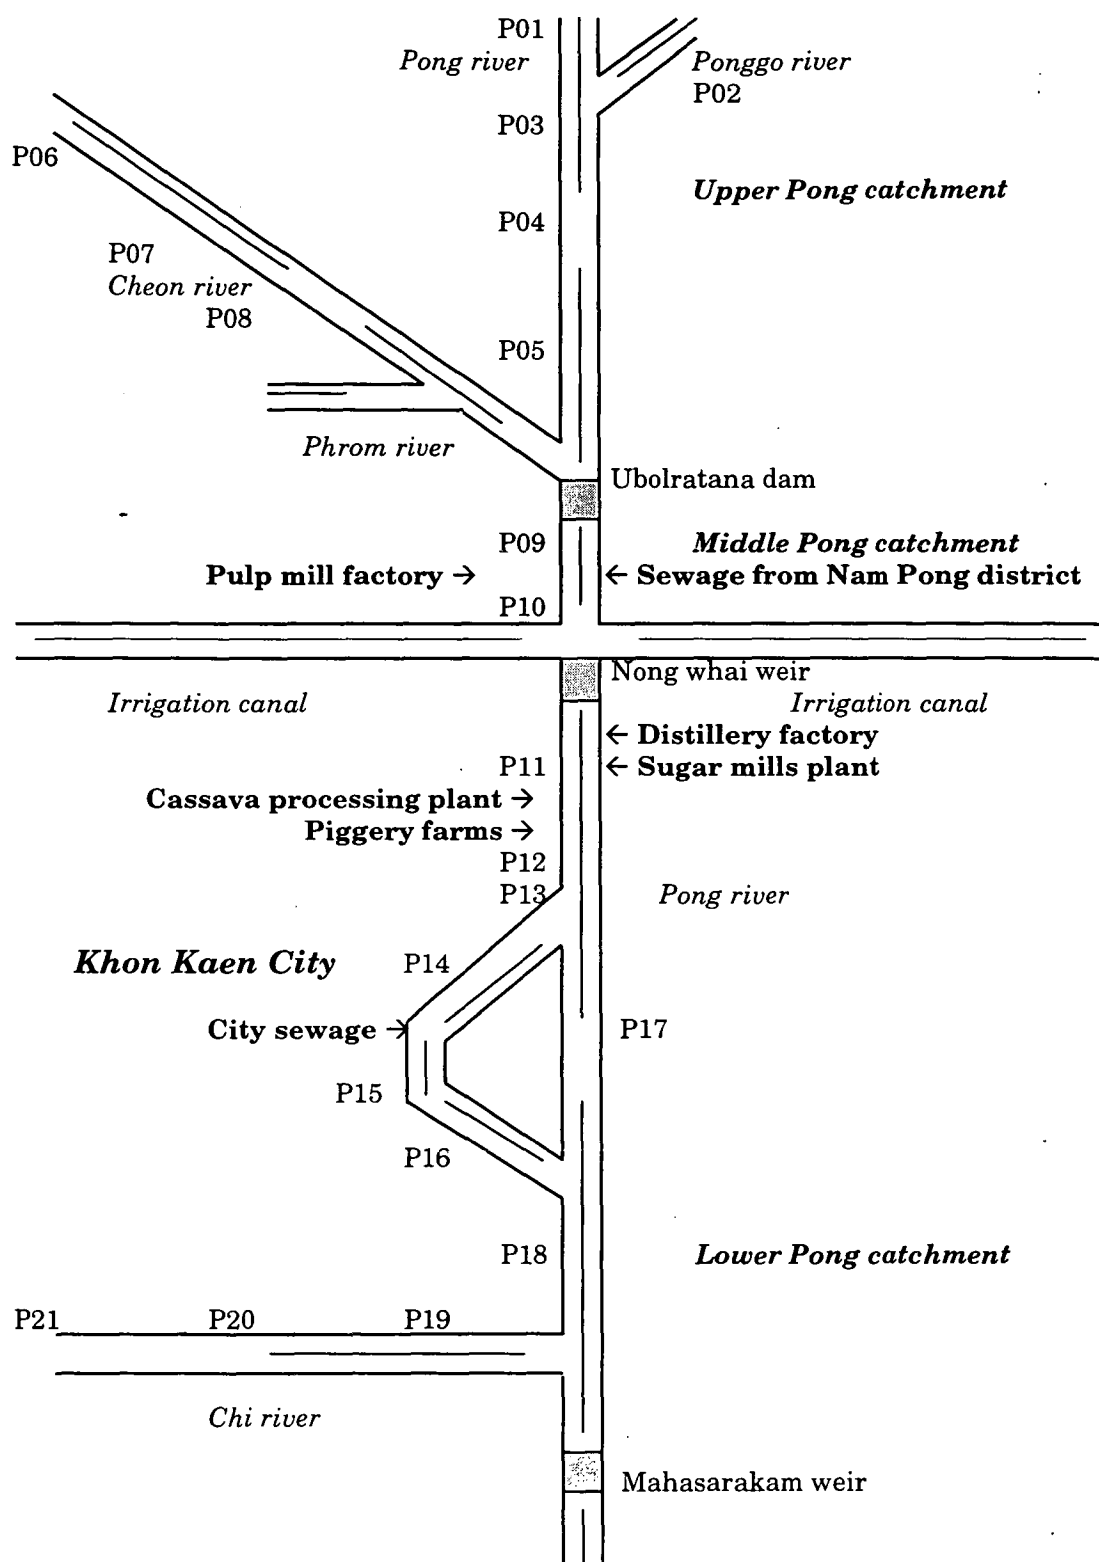 P01
Pong river
Ponggo river
P02
P03
P06
Upper Pong catchment
P04
P07
Cheon river
P08
P05
Phrom river
Ubolratana dam
P09
Middle Pong catchment
Pulp mill factory →
← Sewage from Nam Pong district
P10
Nong whai weir
Irrigation canal
Irrigation canal
← Distillery factory
P11
← Sugar mills plant
Cassava processing plant →
Piggery farms →
P12
P13
Pong river
Khon Kaen City
P14
City sewage →
P17
P15
P16
P18
Lower Pong catchment
P21
P20
P19
Chi river
Mahasarakam weir